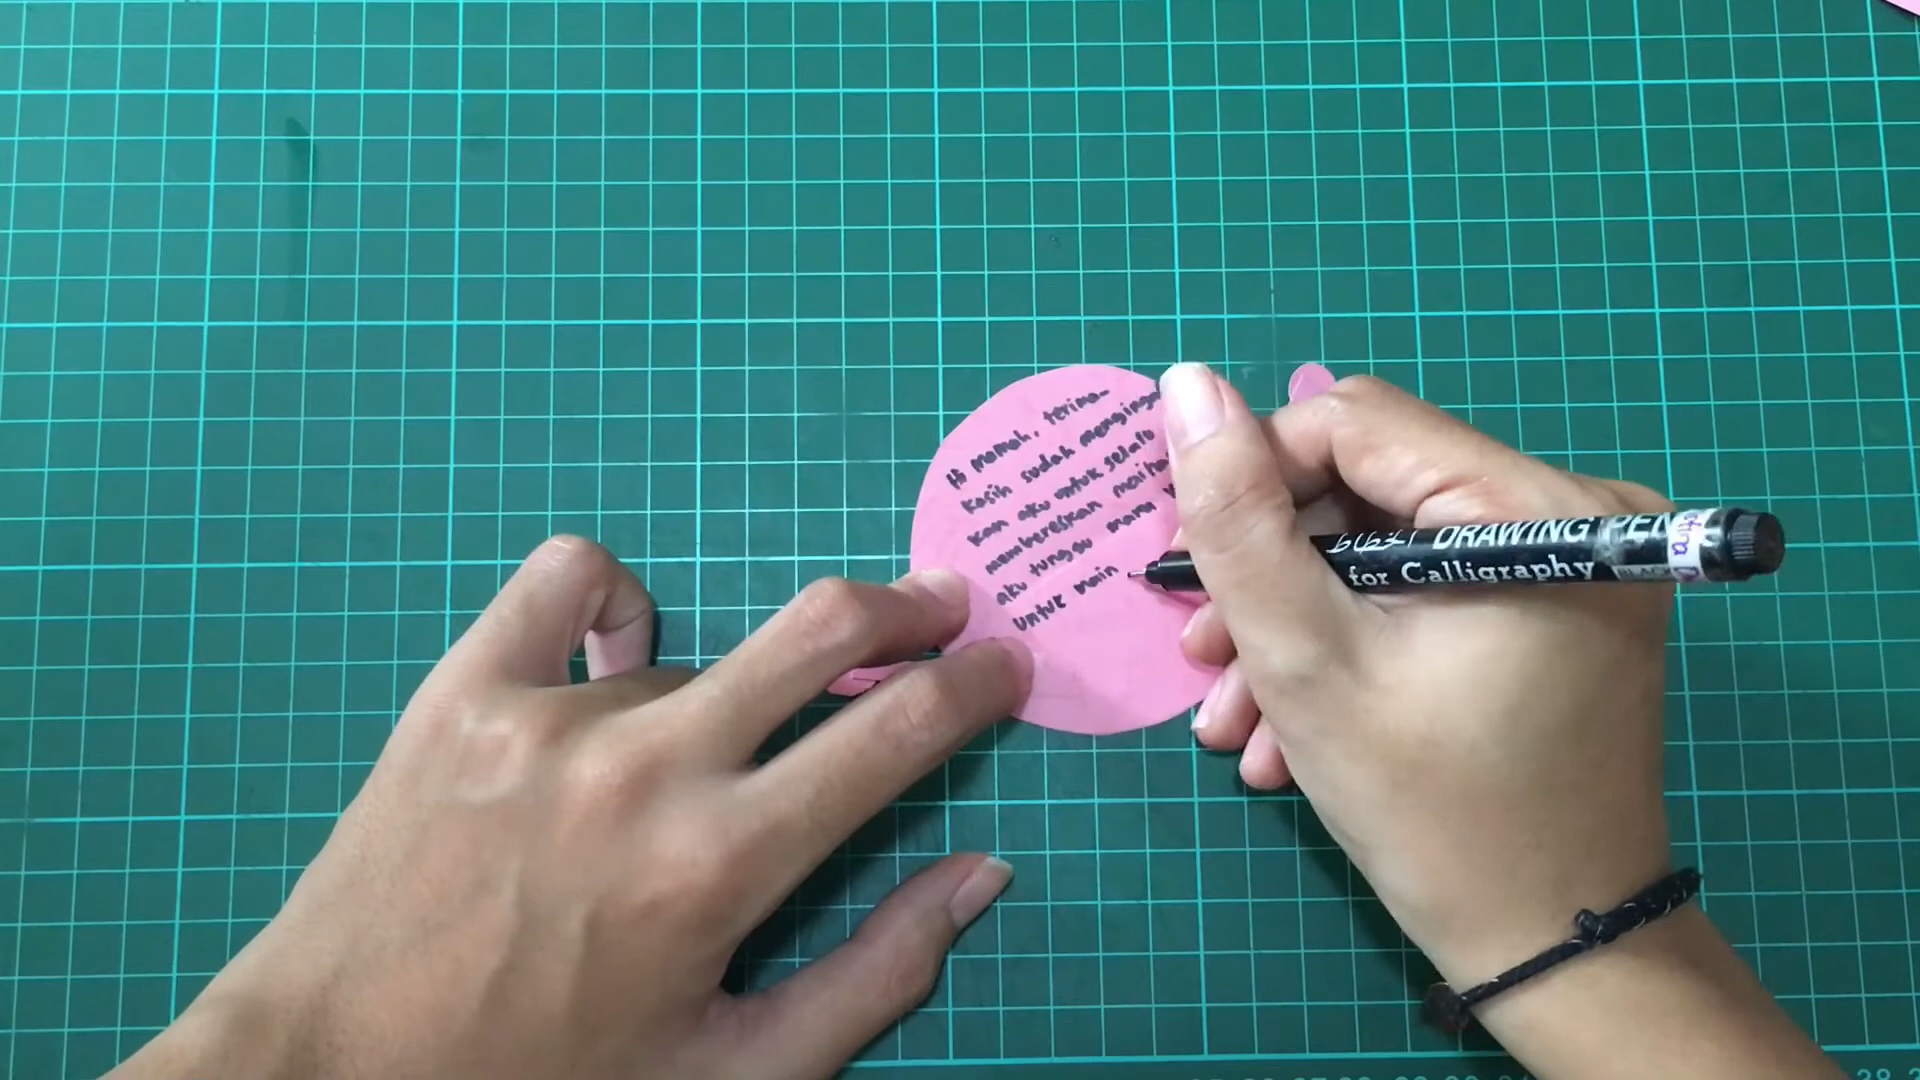 Hi mamah, terima-
kasih sudah mengingat
kan aku untuk selalu
membereskan
aku tunggu mama
untuk main
DRAWING PEN
for Calligraphy